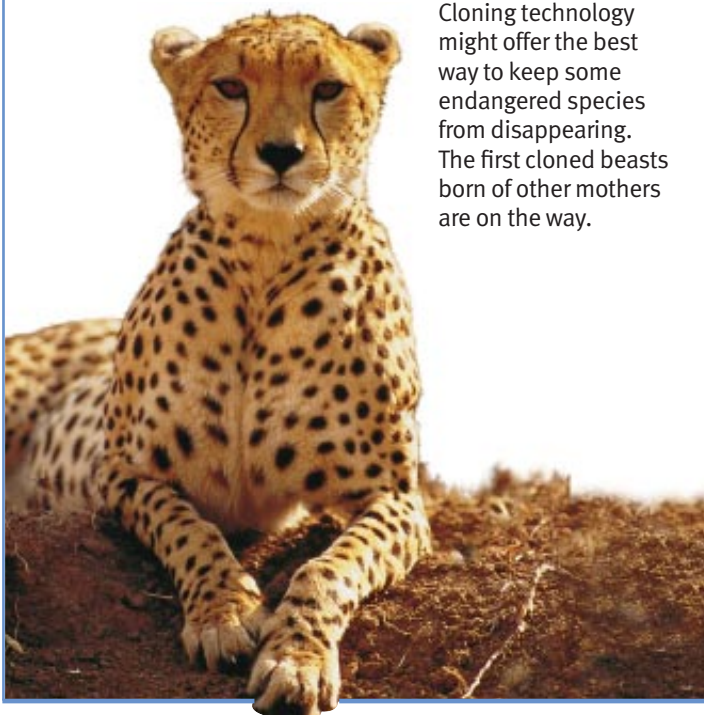 Cloning technology
might offer the best
way to keep some
endangered species
from disappearing.
The first cloned beasts
born of other mothers
are on the way.